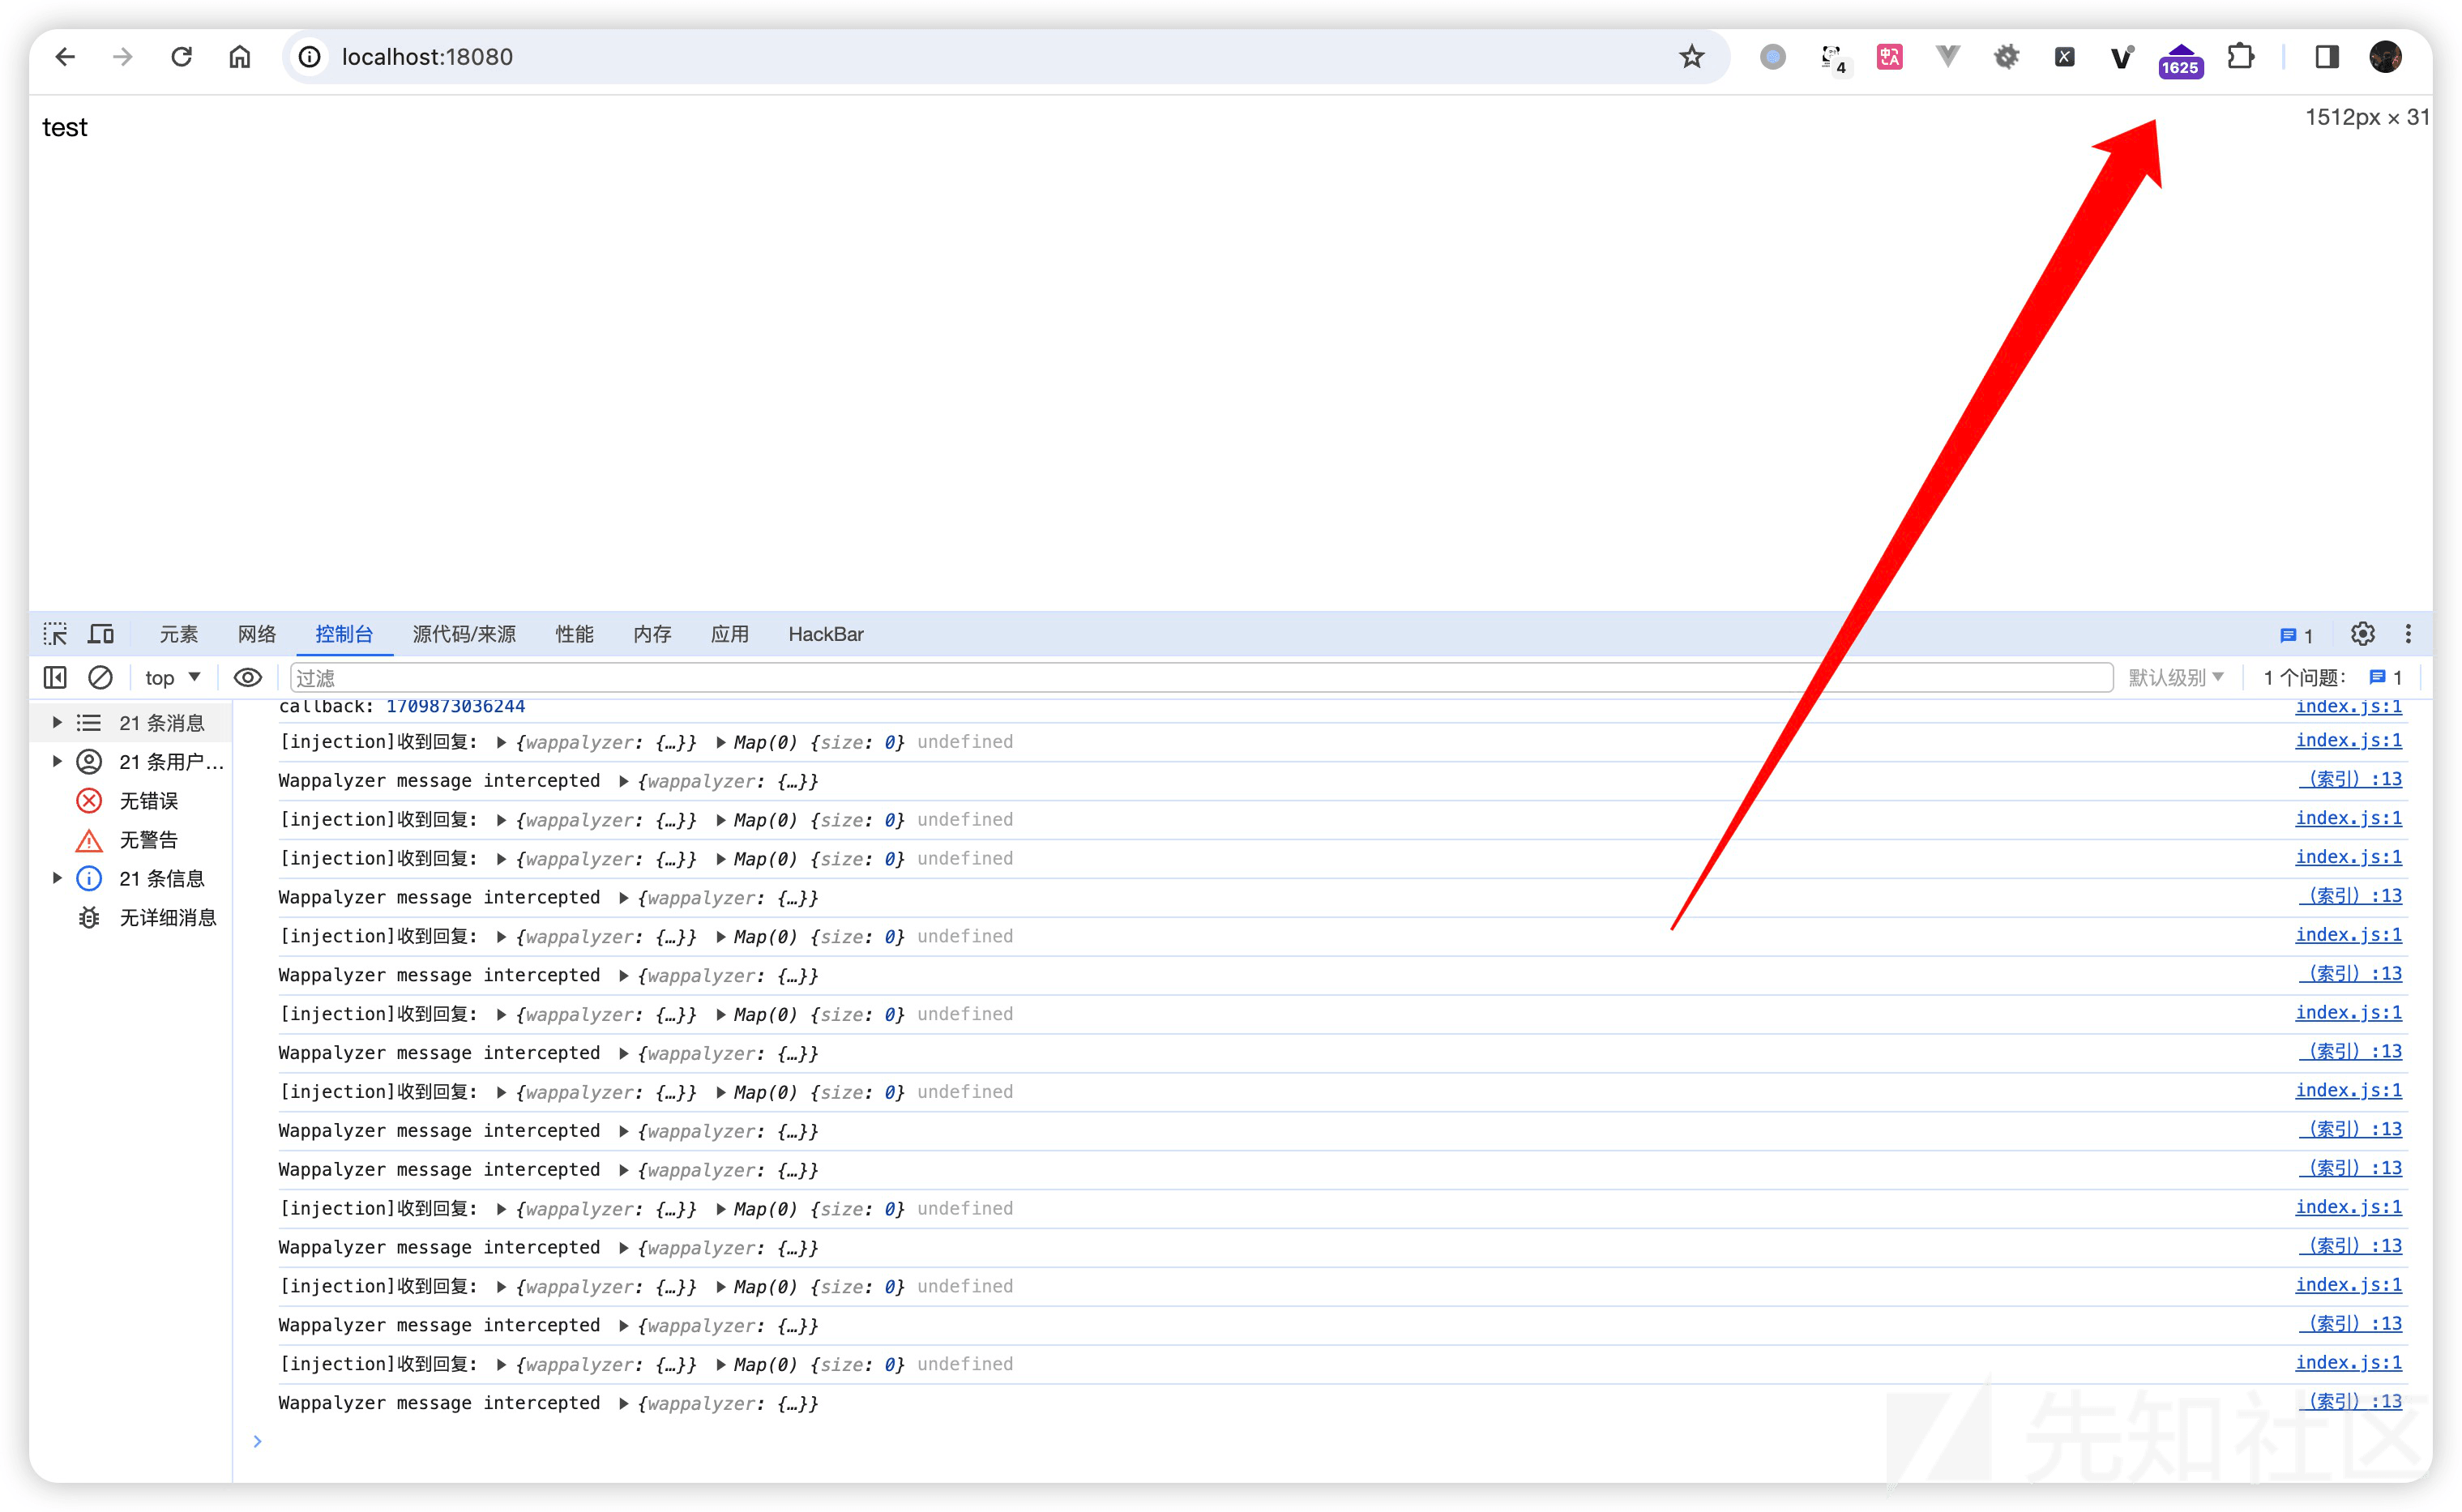 localhost:18080
4
中
A
1625
test
1512px × 31
元素 网络 控制台 源代码/来源 性能 内存 应用 HackBar 1
top 过滤 默认级别 1 个问题： 1
21 条消息
21 条用户…
无错误
无警告
21 条信息
无详细消息
callback: 1709873036244 index.js:1
[injection]收到回复: ▶{wappalyzer: {…}} ▶Map(0) {size: 0} undefined index.js:1
Wappalyzer message intercepted ▶{wappalyzer: {…}} (索引):13
[injection]收到回复: ▶{wappalyzer: {…}} ▶Map(0) {size: 0} undefined index.js:1
[injection]收到回复: ▶{wappalyzer: {…}} ▶Map(0) {size: 0} undefined index.js:1
Wappalyzer message intercepted ▶{wappalyzer: {…}} (索引):13
[injection]收到回复: ▶{wappalyzer: {…}} ▶Map(0) {size: 0} undefined index.js:1
Wappalyzer message intercepted ▶{wappalyzer: {…}} (索引):13
[injection]收到回复: ▶{wappalyzer: {…}} ▶Map(0) {size: 0} undefined index.js:1
Wappalyzer message intercepted ▶{wappalyzer: {…}} (索引):13
[injection]收到回复: ▶{wappalyzer: {…}} ▶Map(0) {size: 0} undefined index.js:1
Wappalyzer message intercepted ▶{wappalyzer: {…}} (索引):13
Wappalyzer message intercepted ▶{wappalyzer: {…}} (索引):13
[injection]收到回复: ▶{wappalyzer: {…}} ▶Map(0) {size: 0} undefined index.js:1
Wappalyzer message intercepted ▶{wappalyzer: {…}} (索引):13
[injection]收到回复: ▶{wappalyzer: {…}} ▶Map(0) {size: 0} undefined index.js:1
Wappalyzer message intercepted ▶{wappalyzer: {…}} (索引):13
[injection]收到回复: ▶{wappalyzer: {…}} ▶Map(0) {size: 0} undefined index.js:1
Wappalyzer message intercepted ▶{wappalyzer: {…}} (索引):13
先知社区